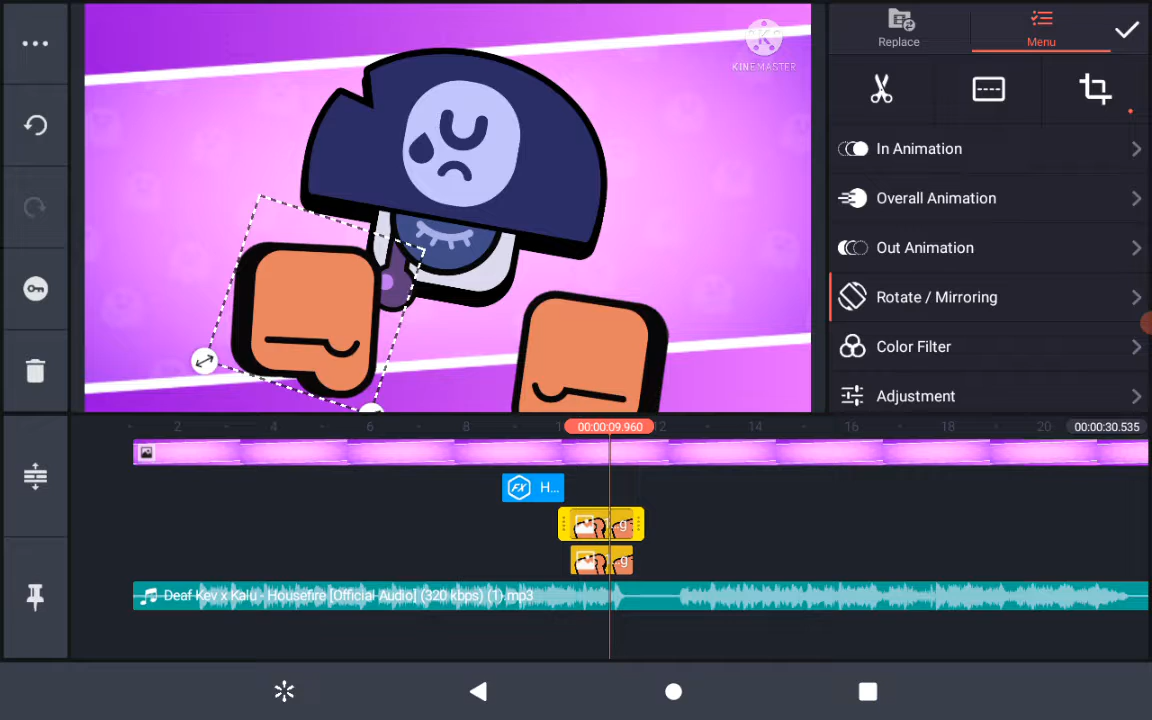 Replace
Menu
KINEMASTER
In Animation
Overall Animation
Out Animation
Rotate / Mirroring
Color Filter
Adjustment
2
4
6
8
00:00:09.960
12
14
16
18
20
00:00:30.535
FX H...
...g
...g
Deaf Kev x Kalu - Housefire [Official Audio] (320 kbps) (1).mp3